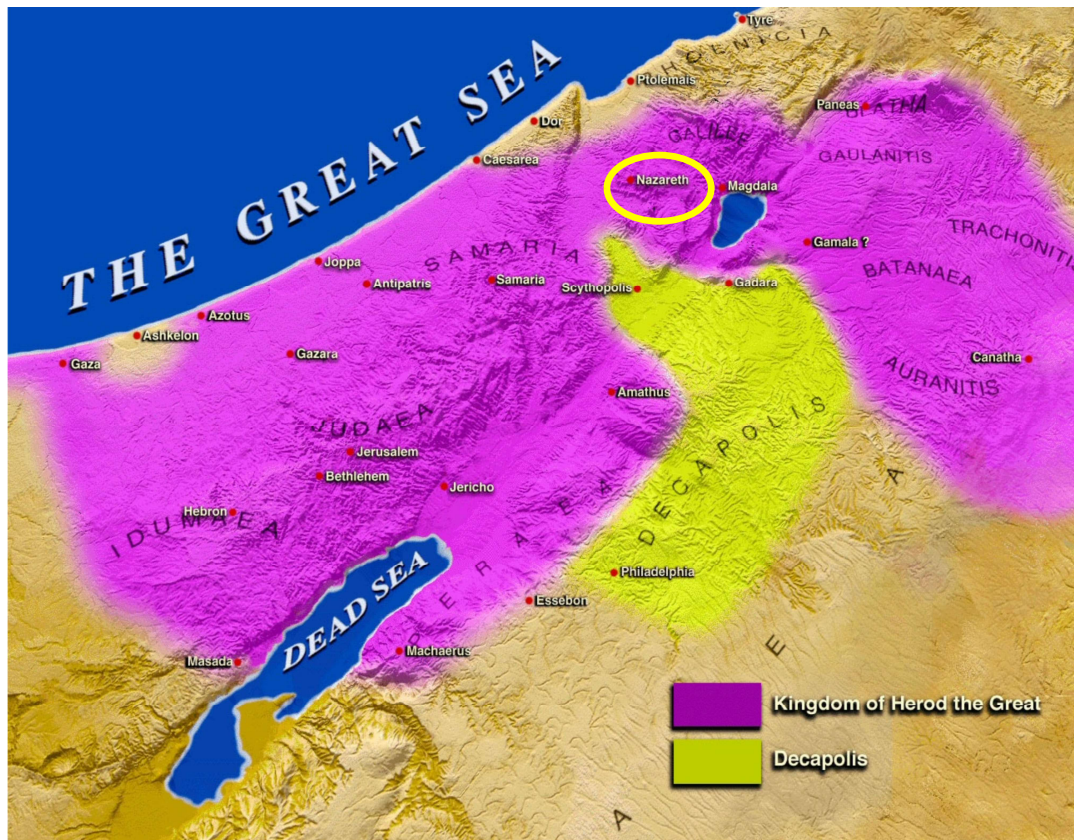 Tyre
PHOENICIA
Ptolemais
THE GREAT SEA
Paneas
ULATHA
Dor
GALILEE
Caesarea
GAULANITIS
Nazareth
Magdala
TRACHONITIS
Gamala ?
SAMARIA
Joppa
BATANAEA
Antipatris
Samaria
Scythopolis
Gadara
Azotus
Ashkelon
Gaza
Gazara
Canatha
AURANITIS
Amathus
JUDAEA
DECAPOLIS
Jerusalem
Bethlehem
Jericho
Hebron
IDUMAEA
PERAEA
DEAD SEA
Philadelphia
Essebon
Machaerus
Masada
A
E
A
Kingdom of Herod the Great
Decapolis